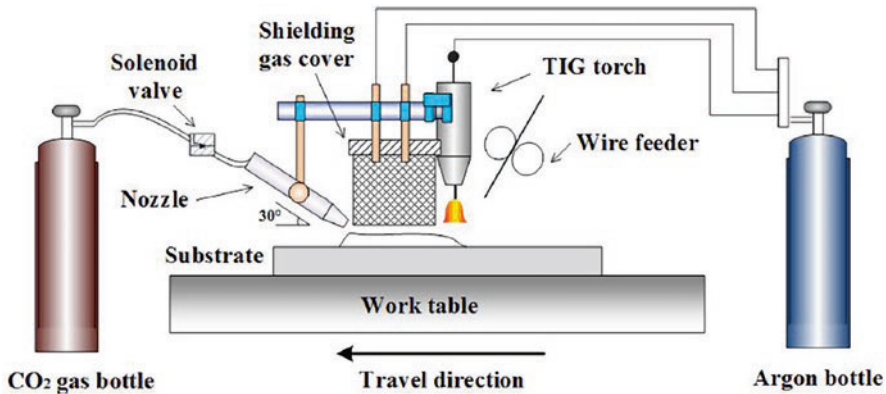 Shielding
gas cover
Solenoid
valve
TIG torch
Wire feeder
Nozzle
30°
Substrate
Work table
CO₂ gas bottle
Travel direction
Argon bottle